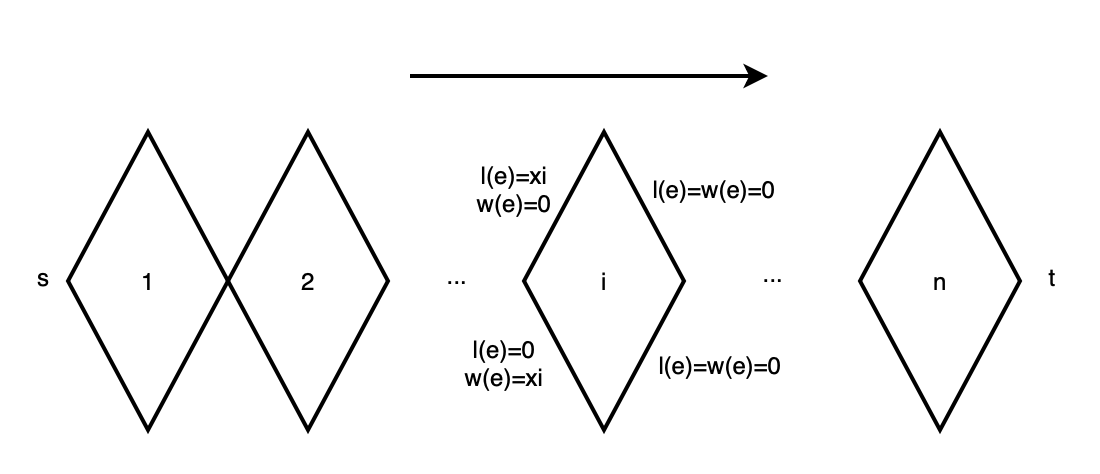 l(e)=xi
w(e)=0
l(e)=w(e)=0
s
1
2
...
i
...
n
t
l(e)=0
w(e)=xi
l(e)=w(e)=0